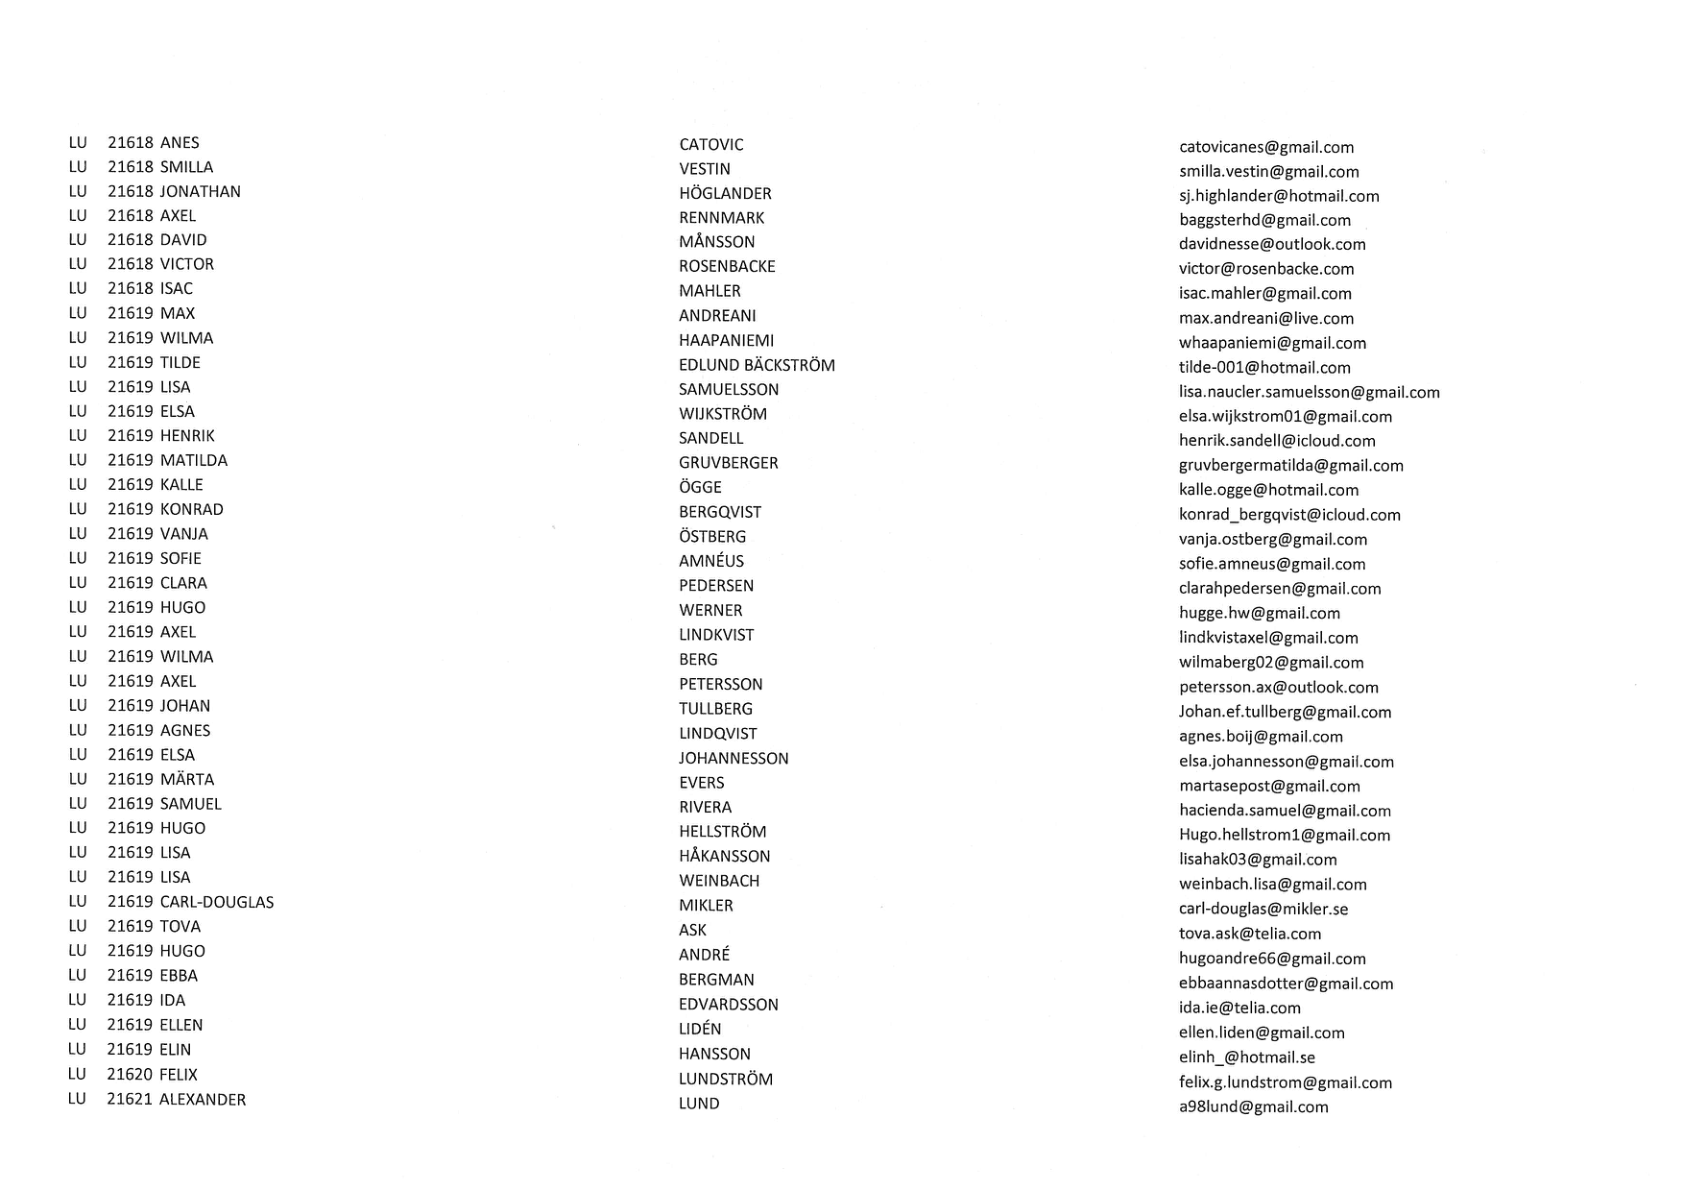 LU 21618 ANES CATOVIC catovicanes@gmail.com
LU 21618 SMILLA VESTIN smilla.vestin@gmail.com
LU 21618 JONATHAN HÖGLANDER sj.highlander@hotmail.com
LU 21618 AXEL RENNMARK baggsterhd@gmail.com
LU 21618 DAVID MÅNSSON davidnesse@outlook.com
LU 21618 VICTOR ROSENBACKE victor@rosenbacke.com
LU 21618 ISAC MAHLER isac.mahler@gmail.com
LU 21619 MAX ANDREANI max.andreani@live.com
LU 21619 WILMA HAAPANIEMI whaapaniemi@gmail.com
LU 21619 TILDE EDLUND BÄCKSTRÖM tilde-001@hotmail.com
LU 21619 LISA SAMUELSSON lisa.naucler.samuelsson@gmail.com
LU 21619 ELSA WIJKSTRÖM elsa.wijkstrom01@gmail.com
LU 21619 HENRIK SANDELL henrik.sandell@icloud.com
LU 21619 MATILDA GRUVBERGER gruvbergermatilda@gmail.com
LU 21619 KALLE ÖGGE kalle.ogge@hotmail.com
LU 21619 KONRAD BERGQVIST konrad_bergqvist@icloud.com
LU 21619 VANJA ÖSTBERG vanja.ostberg@gmail.com
LU 21619 SOFIE AMNÉUS sofie.amneus@gmail.com
LU 21619 CLARA PEDERSEN clarahpedersen@gmail.com
LU 21619 HUGO WERNER hugge.hw@gmail.com
LU 21619 AXEL LINDKVIST lindkvistaxel@gmail.com
LU 21619 WILMA BERG wilmaberg02@gmail.com
LU 21619 AXEL PETERSSON petersson.ax@outlook.com
LU 21619 JOHAN TULLBERG Johan.ef.tullberg@gmail.com
LU 21619 AGNES LINDQVIST agnes.boij@gmail.com
LU 21619 ELSA JOHANNESSON elsa.johannesson@gmail.com
LU 21619 MÄRTA EVERS martasepost@gmail.com
LU 21619 SAMUEL RIVERA hacienda.samuel@gmail.com
LU 21619 HUGO HELLSTRÖM Hugo.hellstrom1@gmail.com
LU 21619 LISA HÅKANSSON lisahak03@gmail.com
LU 21619 LISA WEINBACH weinbach.lisa@gmail.com
LU 21619 CARL-DOUGLAS MIKLER carl-douglas@mikler.se
LU 21619 TOVA ASK tova.ask@telia.com
LU 21619 HUGO ANDRÉ hugoandre66@gmail.com
LU 21619 EBBA BERGMAN ebbaannasdotter@gmail.com
LU 21619 IDA EDVARDSSON ida.ie@telia.com
LU 21619 ELLEN LIDÉN ellen.liden@gmail.com
LU 21619 ELIN HANSSON elinh_@hotmail.se
LU 21620 FELIX LUNDSTRÖM felix.g.lundstrom@gmail.com
LU 21621 ALEXANDER LUND a98lund@gmail.com